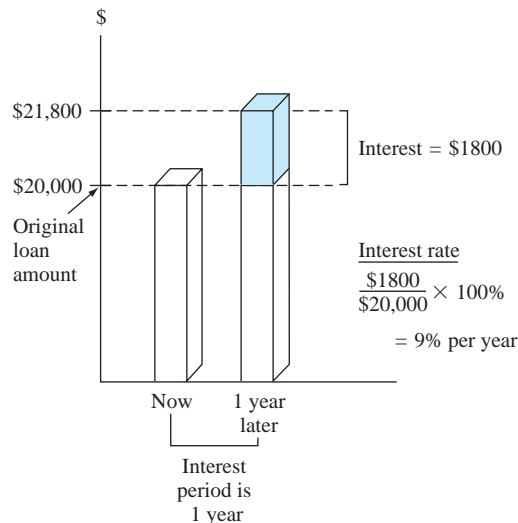 $
$21,800
Interest = $1800
$20,000
Original
loan
amount
Interest rate
$1800
$20,000
× 100%
= 9% per year
Now
1 year
later
Interest
period is
1 year